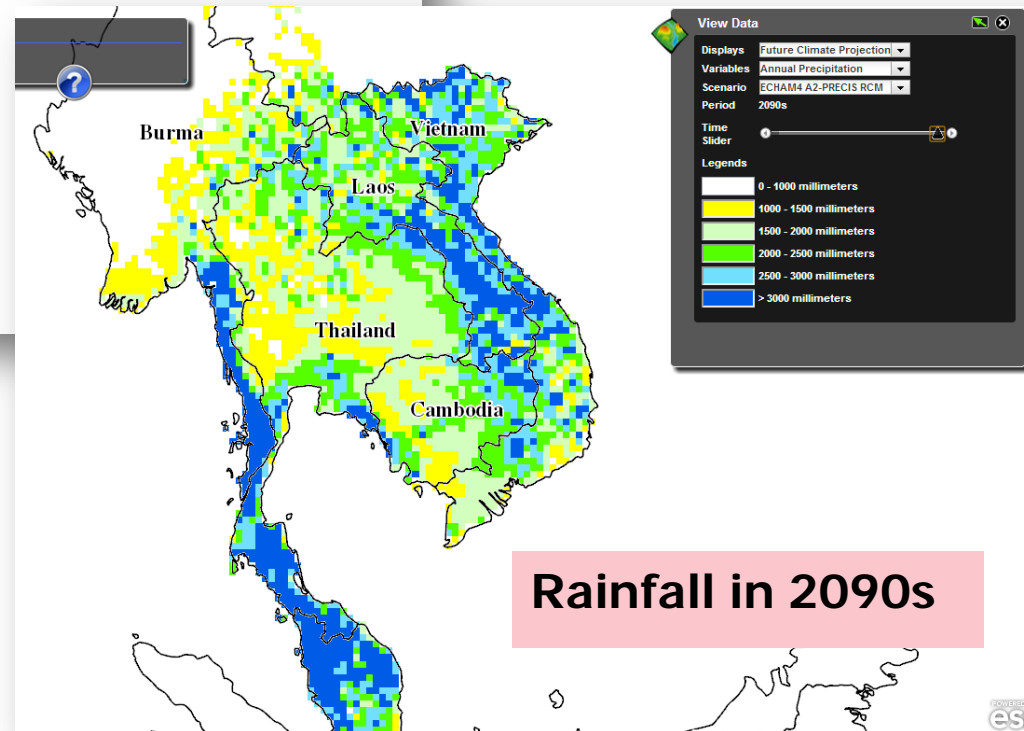 View Data
Displays Future Climate Projection
Variables Annual Precipitation
Scenario ECHAM4 A2-PRECIS RCM
Period 2090s
Time
Slider
Legends
0 - 1000 millimeters
1000 - 1500 millimeters
1500 - 2000 millimeters
2000 - 2500 millimeters
2500 - 3000 millimeters
> 3000 millimeters
?
Burma
Vietnam
Laos
Thailand
Cambodia
Rainfall in 2090s
POWERED
es